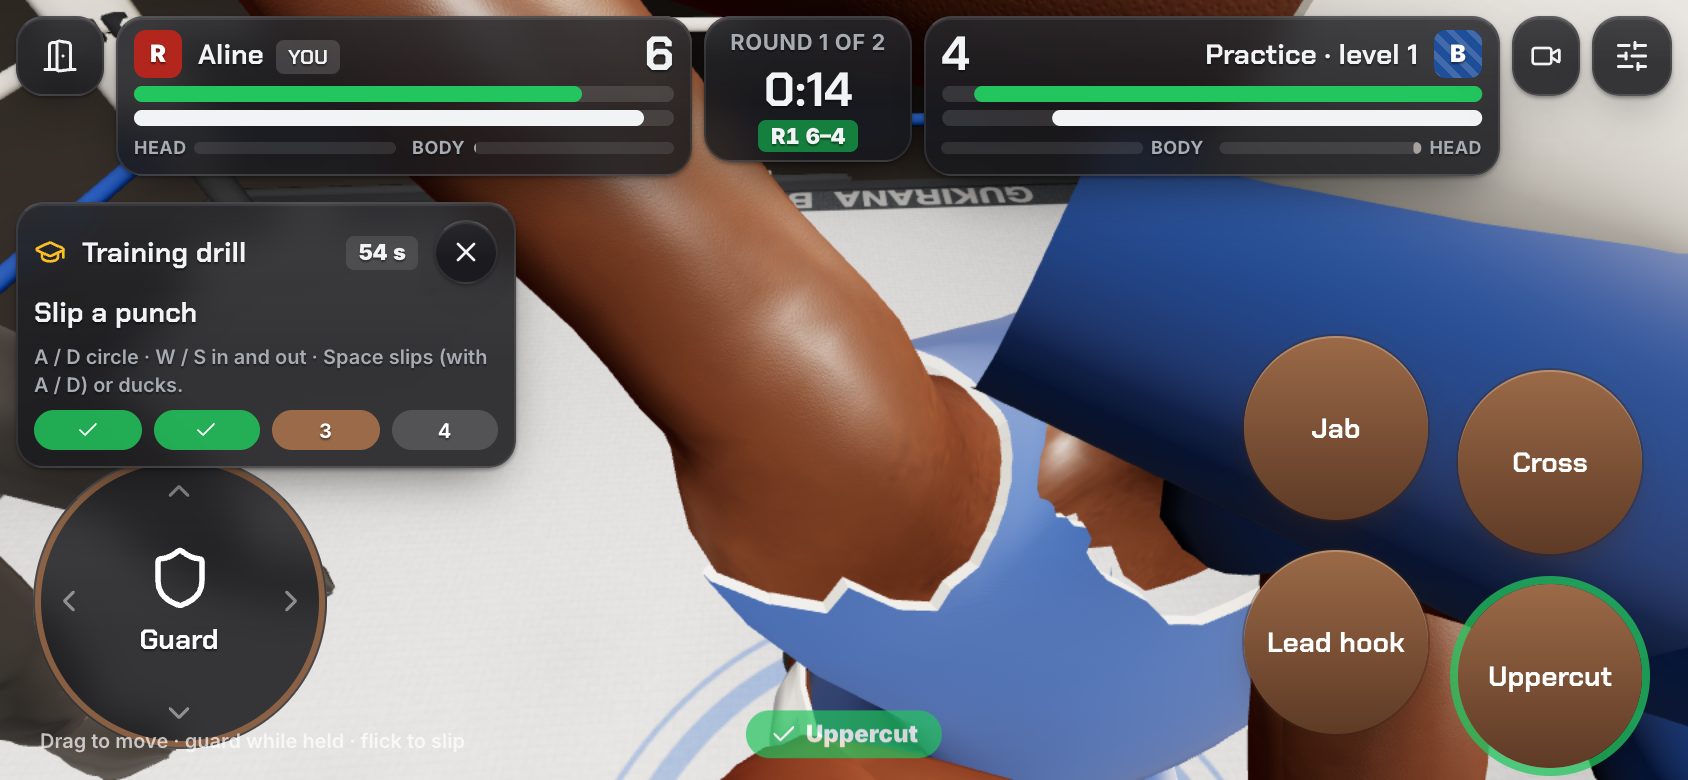 R Aline YOU 6
ROUND 1 OF 2
0:14
R1 6–4
4 Practice · level 1 B
HEAD BODY
BODY HEAD
GUKIRANA B
Training drill 54 s
Slip a punch
A / D circle · W / S in and out · Space slips (with
A / D) or ducks.
3 4
Guard
Drag to move · guard while held · flick to slip
Jab
Cross
Lead hook
Uppercut
Uppercut